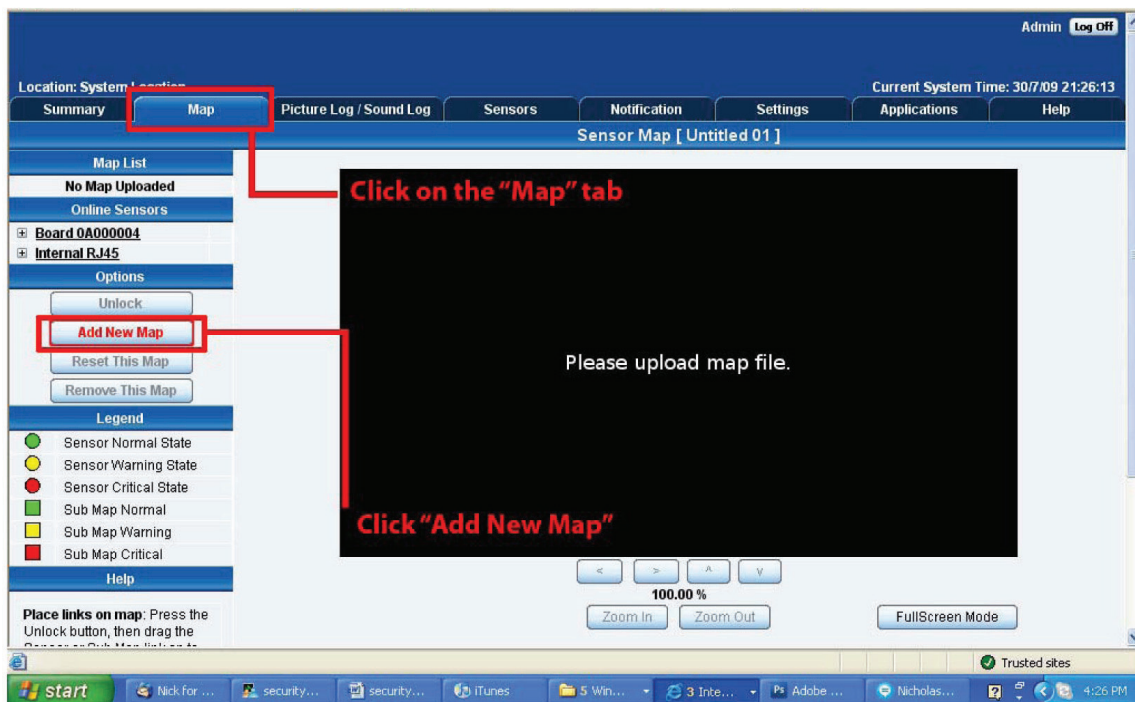 Admin Log Off
Location: System Location
Current System Time: 30/7/09 21:26:13
Summary Map Picture Log / Sound Log Sensors Notification Settings Applications Help
Sensor Map [ Untitled 01 ]
Map List
No Map Uploaded
Online Sensors
Board 0A000004
Internal RJ45
Options
Unlock
Add New Map
Reset This Map
Remove This Map
Legend
Sensor Normal State
Sensor Warning State
Sensor Critical State
Sub Map Normal
Sub Map Warning
Sub Map Critical
Help
Place links on map: Press the
Unlock button, then drag the
Click on the "Map" tab
Please upload map file.
Click "Add New Map"
< > ^ v
100.00 %
Zoom In Zoom Out FullScreen Mode
Trusted sites
start Nick for ... security... security... iTunes 5 Win... 3 Inte... Adobe ... Nicholas... 4:26 PM